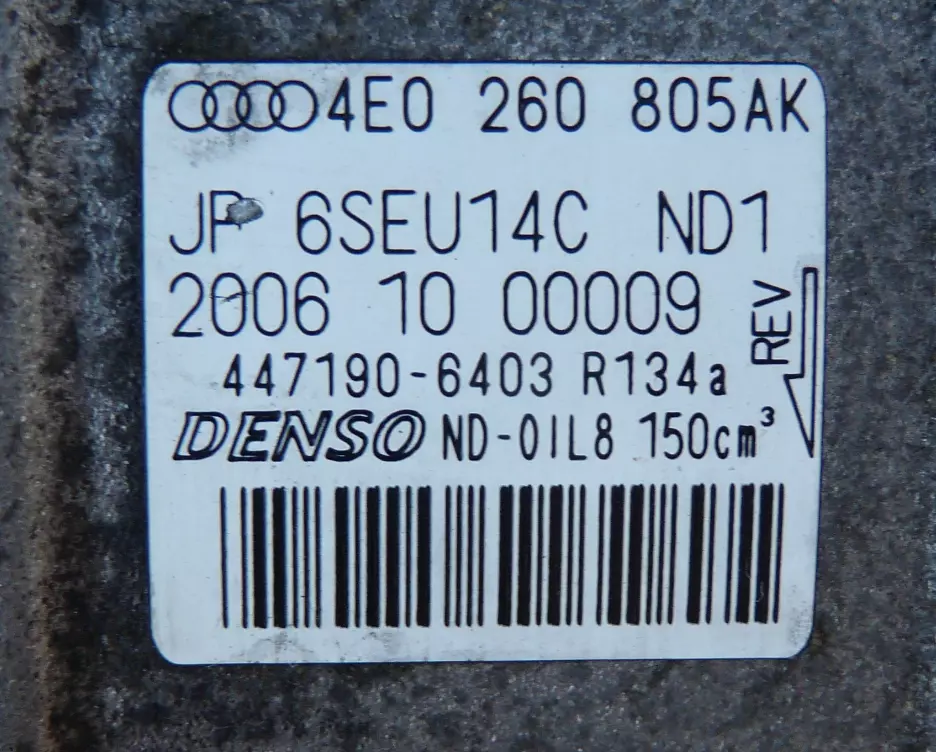 4E0 260 805AK
JP 6SEU14C ND1
2006 10 00009
REV
447190-6403 R134a
DENSO ND-OIL8 150cm³